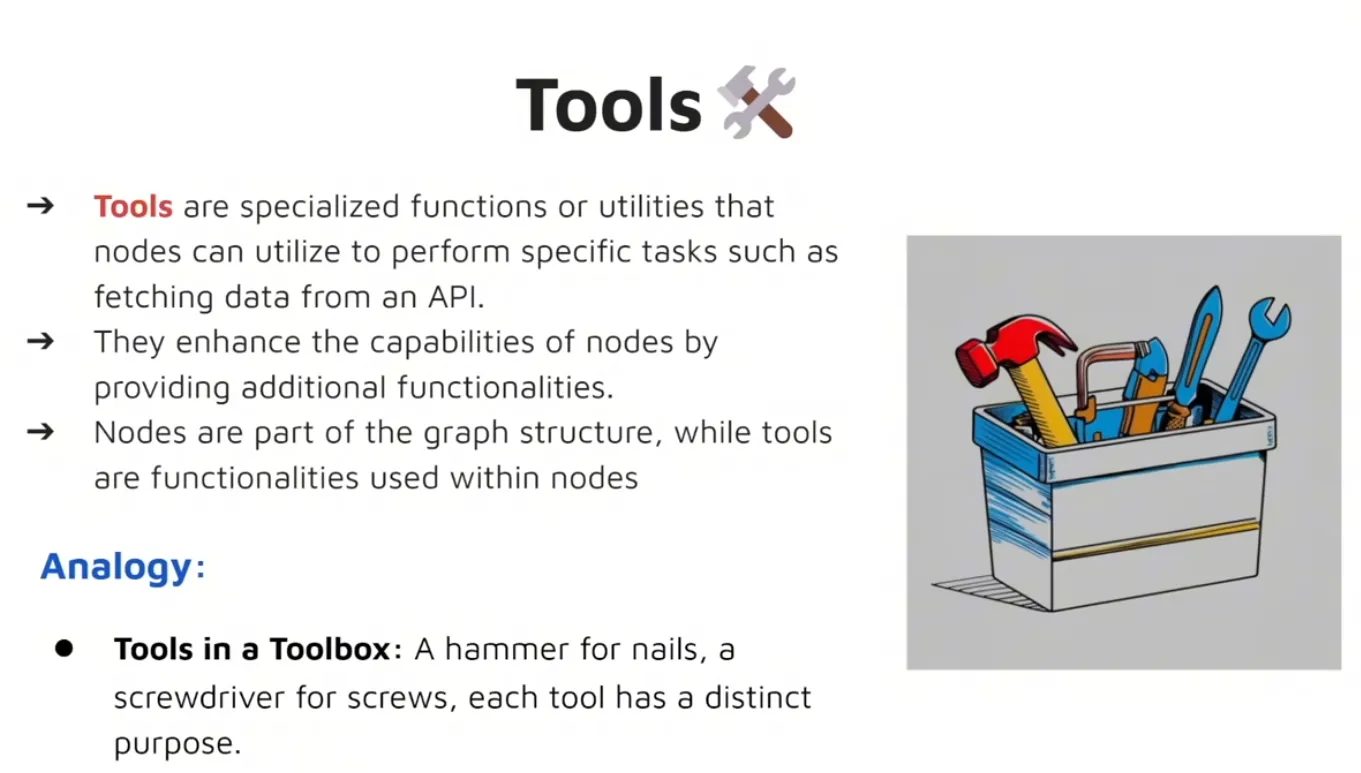 Tools 🛠
➔ Tools are specialized functions or utilities that
nodes can utilize to perform specific tasks such as
fetching data from an API.
➔ They enhance the capabilities of nodes by
providing additional functionalities.
➔ Nodes are part of the graph structure, while tools
are functionalities used within nodes
Analogy:
● Tools in a Toolbox: A hammer for nails, a
screwdriver for screws, each tool has a distinct
purpose.